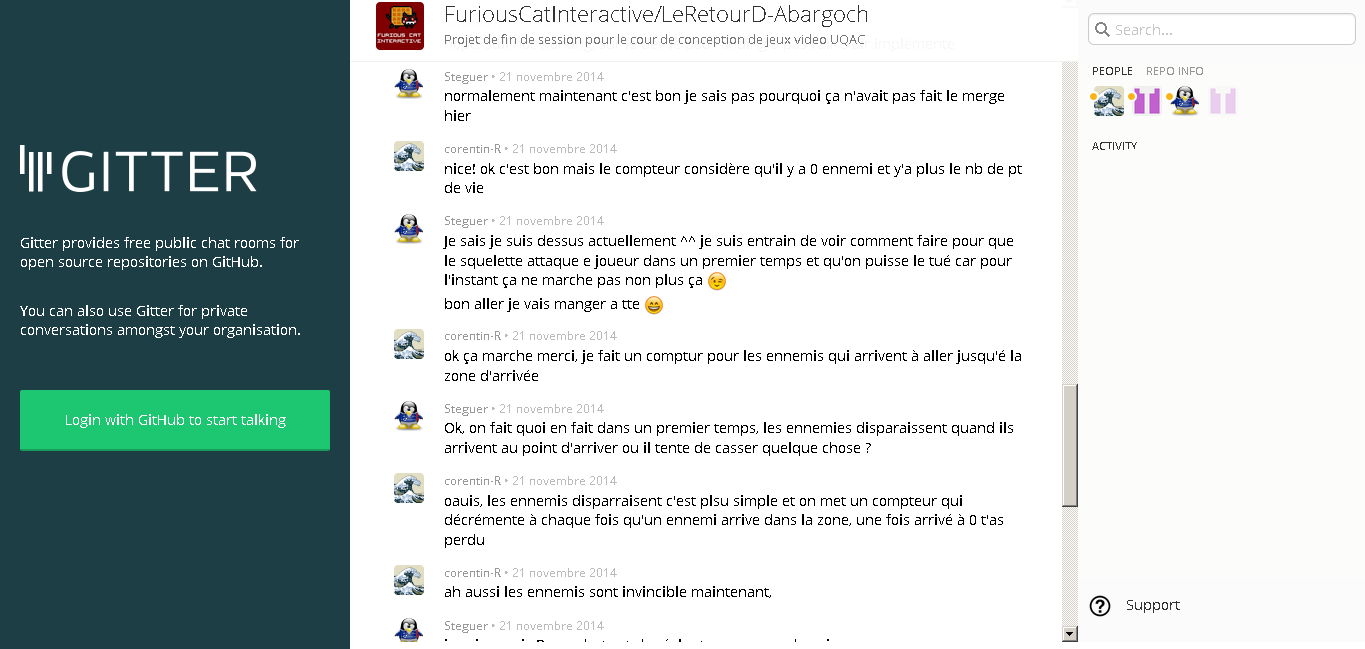 GITTER
Gitter provides free public chat rooms for
open source repositories on GitHub.
You can also use Gitter for private
conversations amongst your organisation.
Login with GitHub to start talking
FURIOUS CAT
INTERACTIVE
FuriousCatInteractive/LeRetourD-Abargoch
Projet de fin de session pour le cour de conception de jeux video UQAC
Implemente
Steguer • 21 novembre 2014
normalement maintenant c'est bon je sais pas pourquoi ça n'avait pas fait le merge
hier
corentin-R • 21 novembre 2014
nice! ok c'est bon mais le compteur considère qu'il y a 0 ennemi et y'a plus le nb de pt
de vie
Steguer • 21 novembre 2014
Je sais je suis dessus actuellement ^^ je suis entrain de voir comment faire pour que
le squelette attaque e joueur dans un premier temps et qu'on puisse le tué car pour
l'instant ça ne marche pas non plus ça 😉
bon aller je vais manger a tte 😄
corentin-R • 21 novembre 2014
ok ça marche merci, je fait un comptur pour les ennemis qui arrivent à aller jusqu'é la
zone d'arrivée
Steguer • 21 novembre 2014
Ok, on fait quoi en fait dans un premier temps, les ennemies disparaissent quand ils
arrivent au point d'arriver ou il tente de casser quelque chose ?
corentin-R • 21 novembre 2014
oauis, les ennemis disparraisent c'est plsu simple et on met un compteur qui
décrémente à chaque fois qu'un ennemi arrive dans la zone, une fois arrivé à 0 t'as
perdu
corentin-R • 21 novembre 2014
ah aussi les ennemis sont invincible maintenant,
Steguer • 21 novembre 2014
Search...
PEOPLE REPO INFO
ACTIVITY
Support